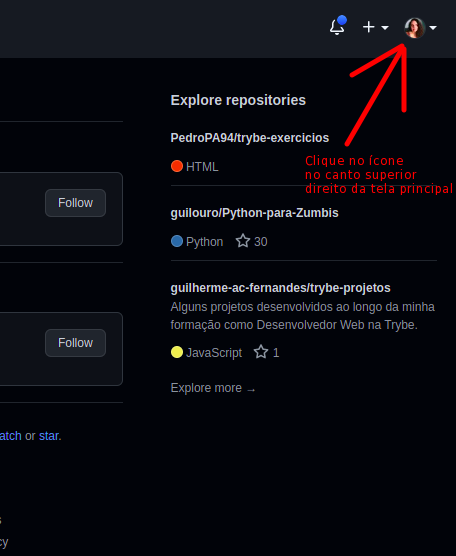 Explore repositories
PedroPA94/trybe-exercicios
HTML
Clique no ícone
no canto superior
direito da tela principal
Follow
guilouro/Python-para-Zumbis
Python 30
guilherme-ac-fernandes/trybe-projetos
Alguns projetos desenvolvidos ao longo da minha
formação como Desenvolvedor Web na Trybe.
Follow
JavaScript 1
Explore more →
atch or star.
s
cy